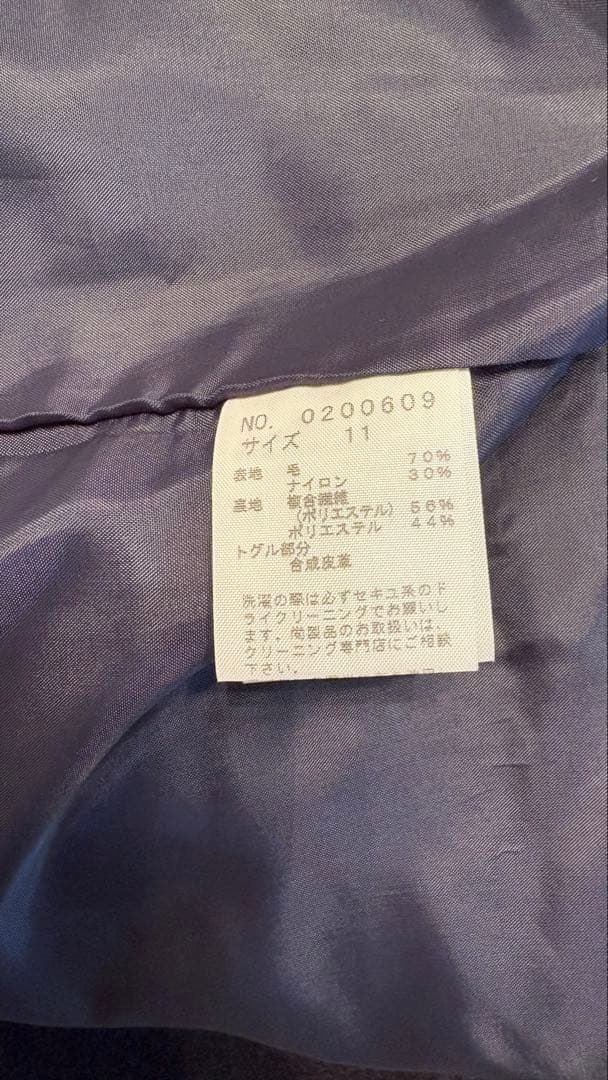 NO. 0200609
サイズ 11
表地 毛 70%
ナイロン 30%
裏地 複合繊維
(ポリエステル) 56%
ポリエステル 44%
トグル部分
合成皮革
洗濯の際は必ずセキユ系のド
ライクリーニングでお願いし
ます。尚製品のお取扱いは、
クリーニング専門店にご相談
下さい。